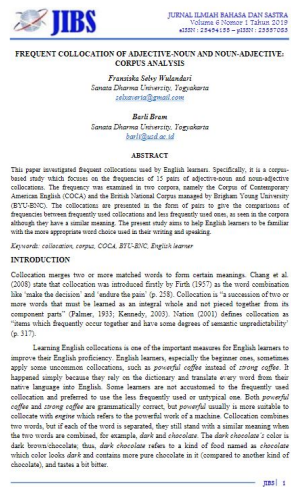 JIBS
JURNAL ILMIAH BAHASA DAN SASTRA
Volume 6 Nomor 1 Tahun 2019
FREQUENT COLLOCATION OF ADJECTIVE-NOUN AND NOUN-ADJECTIVE:
CORPUS ANALYSIS
Fransiska Selsy Wulandari
Sanata Dharma University, Yogyakarta
Barli Bram
Sanata Dharma University, Yogyakarta
barli@usd.ac.id
ABSTRACT
This paper investigated frequent collocations used by English learners. Specifically, it is a corpus-
based study which focuses on the frequencies of 15 pairs of adjective-noun and noun-adjective
collocations. The frequency was examined in two corpora, namely the Corpus of Contemporary
American English (COCA) and the British National Corpus managed by Brigham Young University
(BYU-BNC). The collocations are presented in the form of pairs to give the comparisons of
frequencies between frequently used collocations and less frequently used ones, as seen in the corpora
although they have a similar meaning. The present study aims to help English learners to be familiar
with the more appropriate word choice used in their writing and speaking.
Keywords: collocation, corpus, COCA, BYU-BNC, English learner
INTRODUCTION
Collocation merges two or more matched words to form certain meanings. Chang et al.
(2008) state that collocation was introduced firstly by Firth (1957) as the word combination
like 'make the decision' and 'endure the pain' (p. 258). Collocation is "a succession of two or
more words that must be learned as an integral whole and not pieced together from its
component parts" (Palmer, 1933; Kennedy, 2003). Nation (2001) defines collocation as
"items which frequently occur together and have some degrees of semantic unpredictability'
(p. 317).
Learning English collocations is one of the important measures for English learners to
improve their English proficiency. English learners, especially the beginner ones, sometimes
apply some uncommon collocations, such as powerful coffee instead of strong coffee. It
happened simply because they rely on the dictionary and translate every word from their
native language into English. Some learners are not accustomed to the frequently used
collocation and preferred to use the less frequently used or untypical one. Both powerful
coffee and strong coffee are grammatically correct, but powerful usually is more suitable to
collocate with engine which refers to the powerful work of a machine. Collocation combines
two words, but if each of the word is separated, they still stand with a similar meaning when
the two words are combined, for example, dark and chocolate. The dark chocolate's color is
dark brown/chocolate; thus, dark chocolate refers to a kind of food named as chocolate
which color looks dark and contains more pure chocolate in it (compared to another kind of
chocolate), and tastes a bit bitter.
JIBS | 1